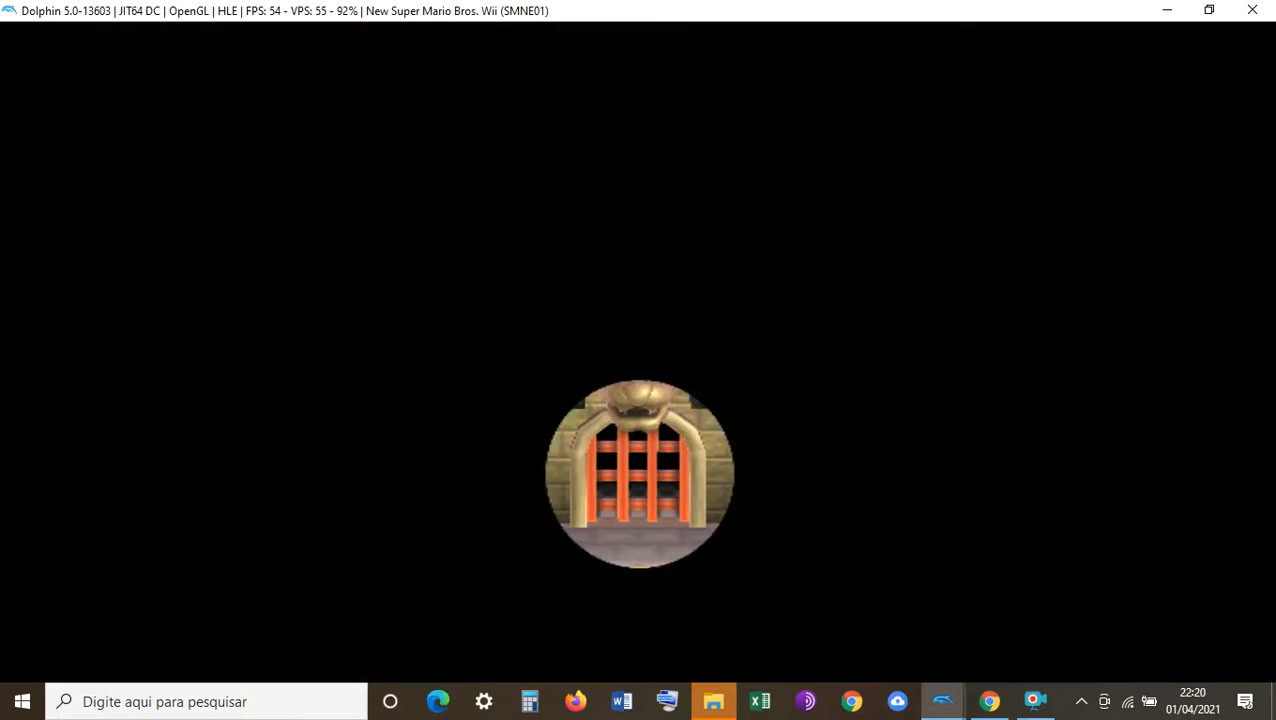 Dolphin 5.0-13603 | JIT64 DC | OpenGL | HLE | FPS: 54 - VPS: 55 - 92% | New Super Mario Bros. Wii (SMNE01)
Digite aqui para pesquisar
22:20
01/04/2021